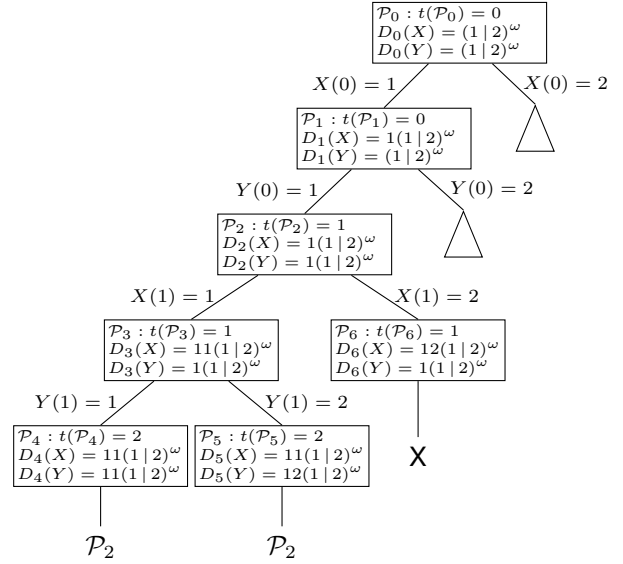 𝒫₀ : t(𝒫₀) = 0
D₀(X) = (1 | 2)^ω
D₀(Y) = (1 | 2)^ω
X(0) = 1
X(0) = 2
𝒫₁ : t(𝒫₁) = 0
D₁(X) = 1(1 | 2)^ω
D₁(Y) = (1 | 2)^ω
Y(0) = 1
Y(0) = 2
𝒫₂ : t(𝒫₂) = 1
D₂(X) = 1(1 | 2)^ω
D₂(Y) = 1(1 | 2)^ω
X(1) = 1
X(1) = 2
𝒫₃ : t(𝒫₃) = 1
D₃(X) = 11(1 | 2)^ω
D₃(Y) = 1(1 | 2)^ω
𝒫₆ : t(𝒫₆) = 1
D₆(X) = 12(1 | 2)^ω
D₆(Y) = 1(1 | 2)^ω
Y(1) = 1
Y(1) = 2
𝒫₄ : t(𝒫₄) = 2
D₄(X) = 11(1 | 2)^ω
D₄(Y) = 11(1 | 2)^ω
𝒫₅ : t(𝒫₅) = 2
D₅(X) = 11(1 | 2)^ω
D₅(Y) = 12(1 | 2)^ω
X
𝒫₂
𝒫₂